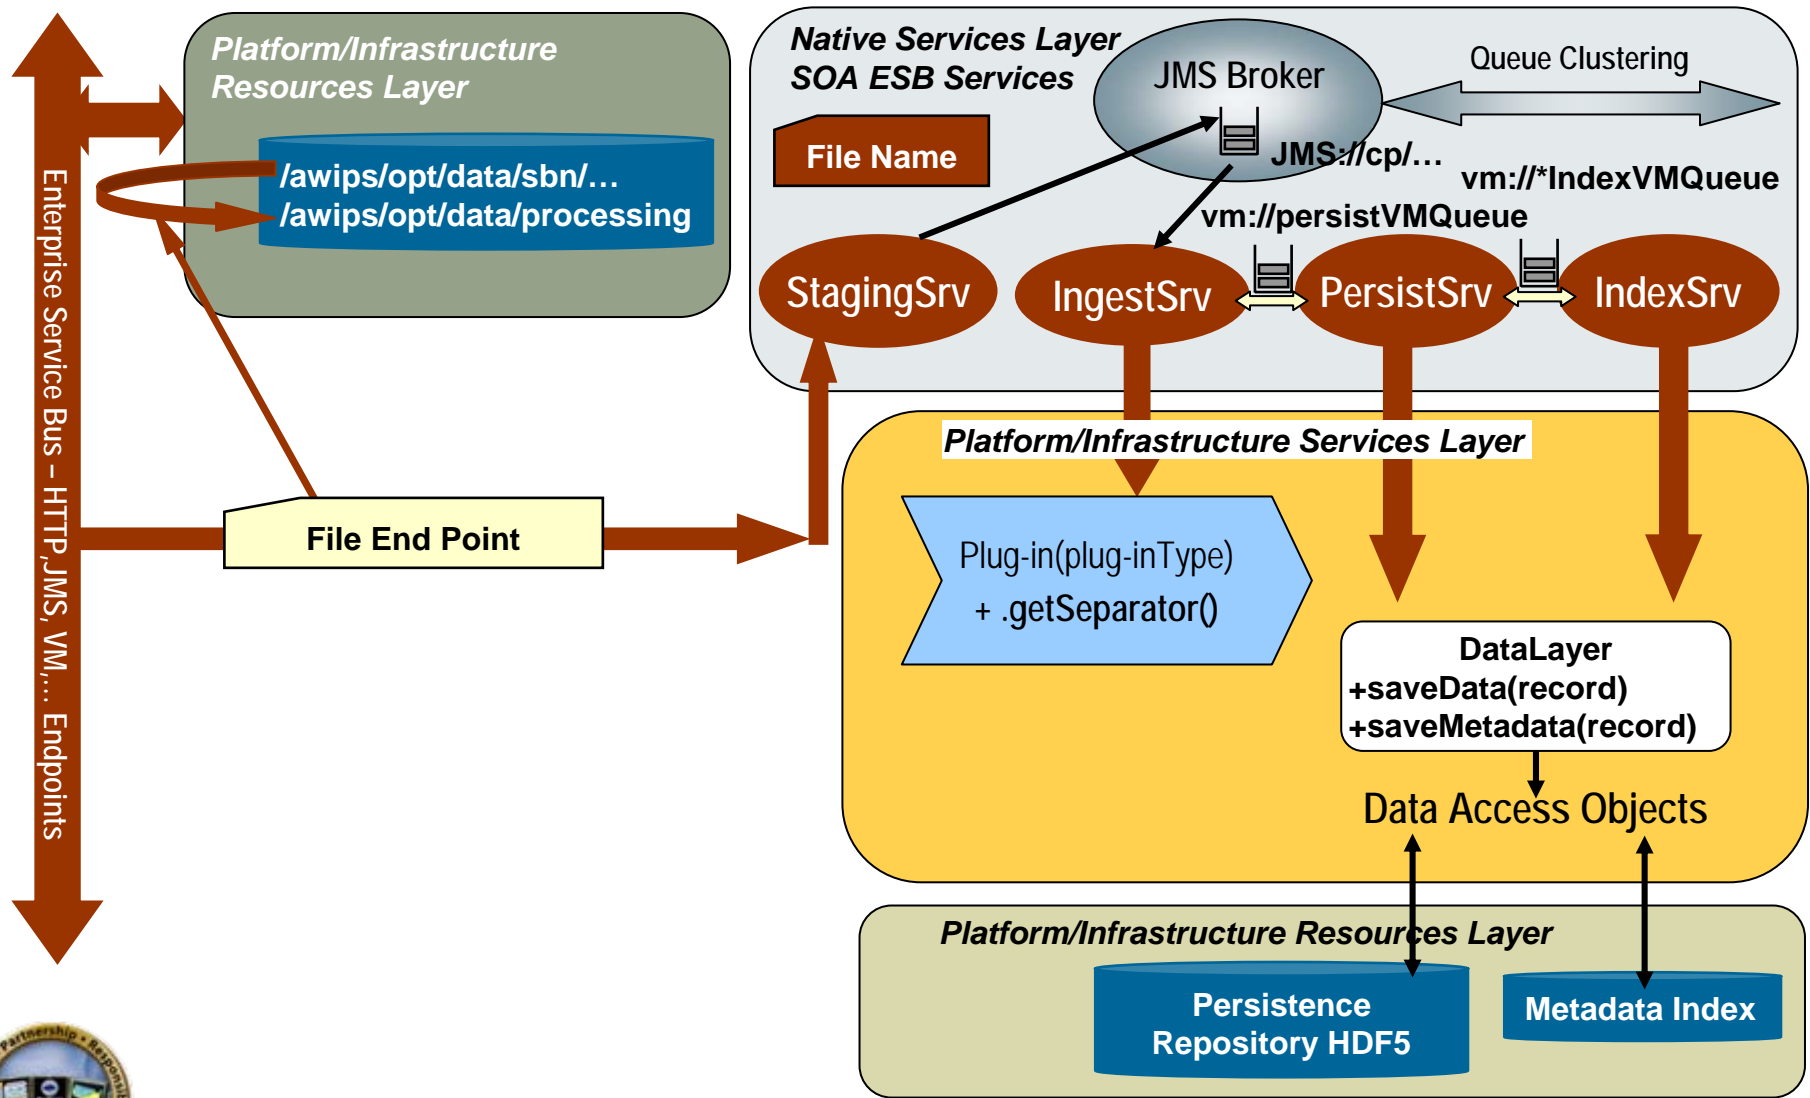 Platform/Infrastructure
Resources Layer
/awips/opt/data/sbn/…
/awips/opt/data/processing
Enterprise Service Bus – HTTP,JMS, VM,… Endpoints
File End Point
Native Services Layer
SOA ESB Services
JMS Broker
Queue Clustering
File Name
JMS://cp/…
vm://*IndexVMQueue
vm://persistVMQueue
StagingSrv
IngestSrv
PersistSrv
IndexSrv
Platform/Infrastructure Services Layer
Plug-in(plug-inType)
+ .getSeparator()
DataLayer
+saveData(record)
+saveMetadata(record)
Data Access Objects
Platform/Infrastructure Resources Layer
Persistence
Repository HDF5
Metadata Index
Partnership